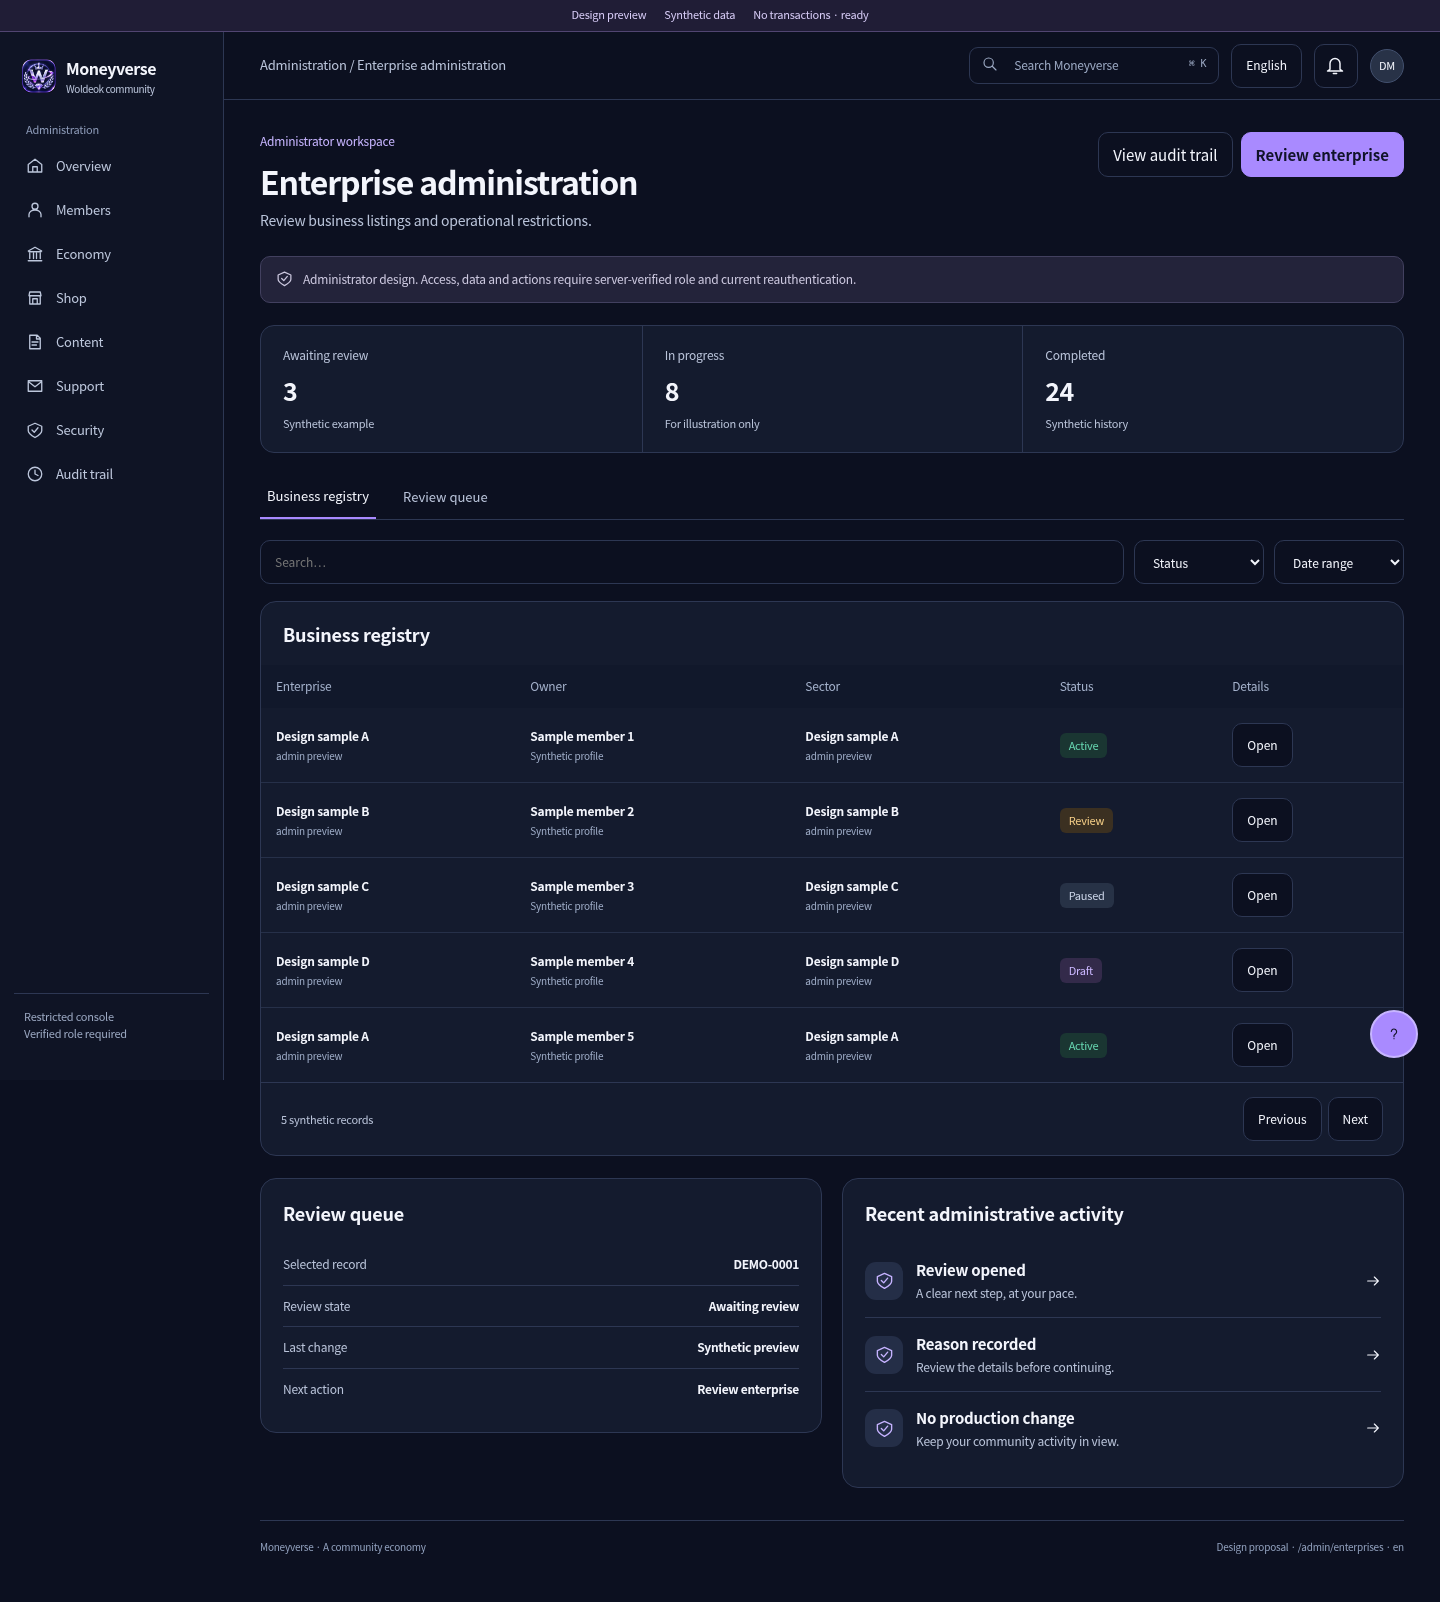 Design preview Synthetic data No transactions · ready
Moneyverse
Woldeok community
Administration
Overview
Members
Economy
Shop
Content
Support
Security
Audit trail
Restricted console
Verified role required
Administration / Enterprise administration
Search Moneyverse ⌘ K
English
DM
Administrator workspace
Enterprise administration
Review business listings and operational restrictions.
View audit trail
Review enterprise
Administrator design. Access, data and actions require server-verified role and current reauthentication.
Awaiting review
3
Synthetic example
In progress
8
For illustration only
Completed
24
Synthetic history
Business registry
Review queue
Search…
Status
Date range
Business registry
Enterprise Owner Sector Status Details
Design sample A Sample member 1 Design sample A Active Open
admin preview Synthetic profile admin preview
Design sample B Sample member 2 Design sample B Review Open
admin preview Synthetic profile admin preview
Design sample C Sample member 3 Design sample C Paused Open
admin preview Synthetic profile admin preview
Design sample D Sample member 4 Design sample D Draft Open
admin preview Synthetic profile admin preview
Design sample A Sample member 5 Design sample A Active Open
admin preview Synthetic profile admin preview
?
5 synthetic records
Previous
Next
Review queue
Selected record DEMO-0001
Review state Awaiting review
Last change Synthetic preview
Next action Review enterprise
Recent administrative activity
Review opened
A clear next step, at your pace.
Reason recorded
Review the details before continuing.
No production change
Keep your community activity in view.
Moneyverse · A community economy
Design proposal · /admin/enterprises · en